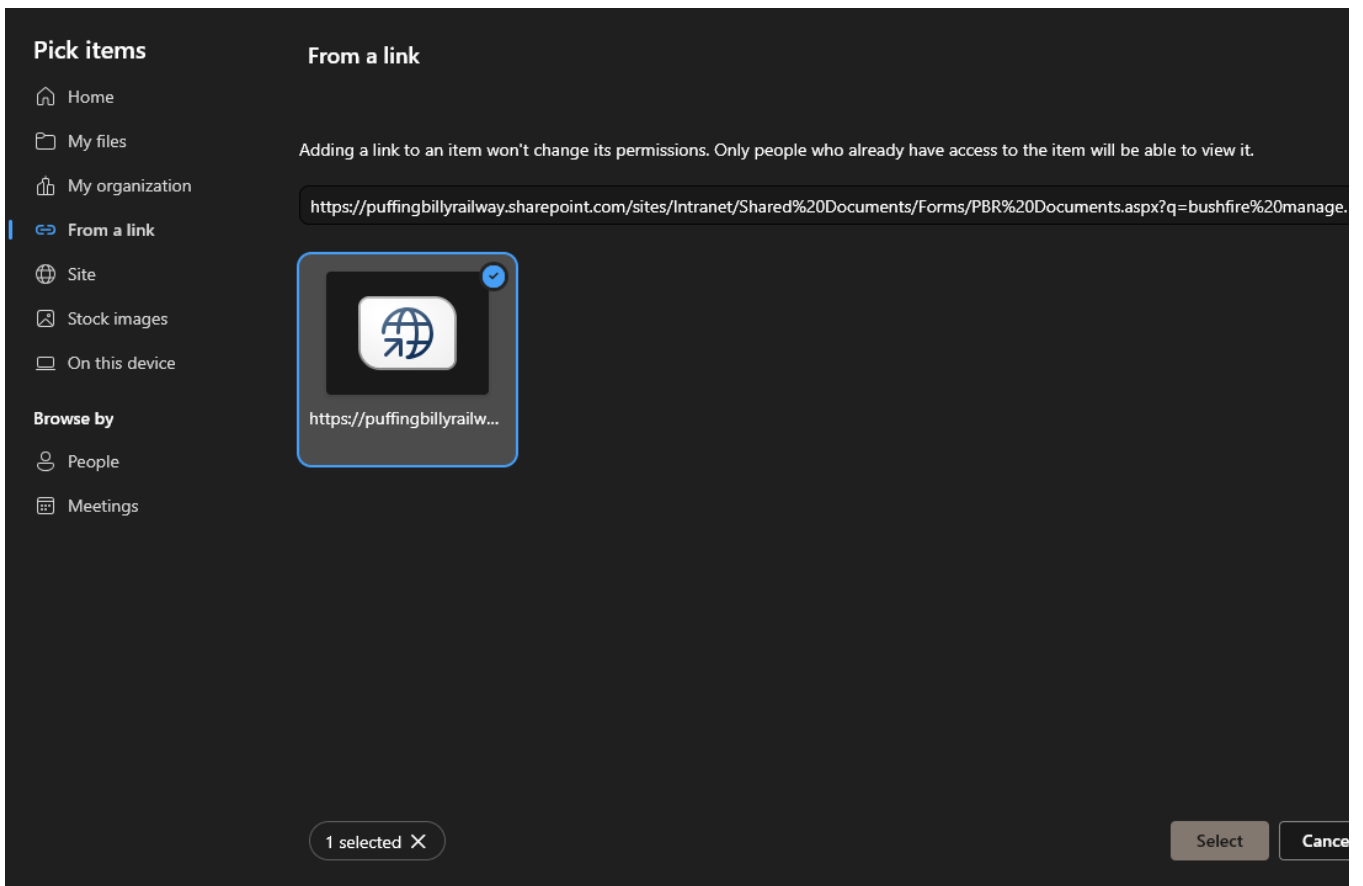 Pick items
Home
My files
My organization
From a link
Site
Stock images
On this device
Browse by
People
Meetings
From a link
Adding a link to an item won't change its permissions. Only people who already have access to the item will be able to view it.
https://puffingbillyrailway.sharepoint.com/sites/Intranet/Shared%20Documents/Forms/PBR%20Documents.aspx?q=bushfire%20manage.
https://puffingbillyrailw...
1 selected
Select
Cance